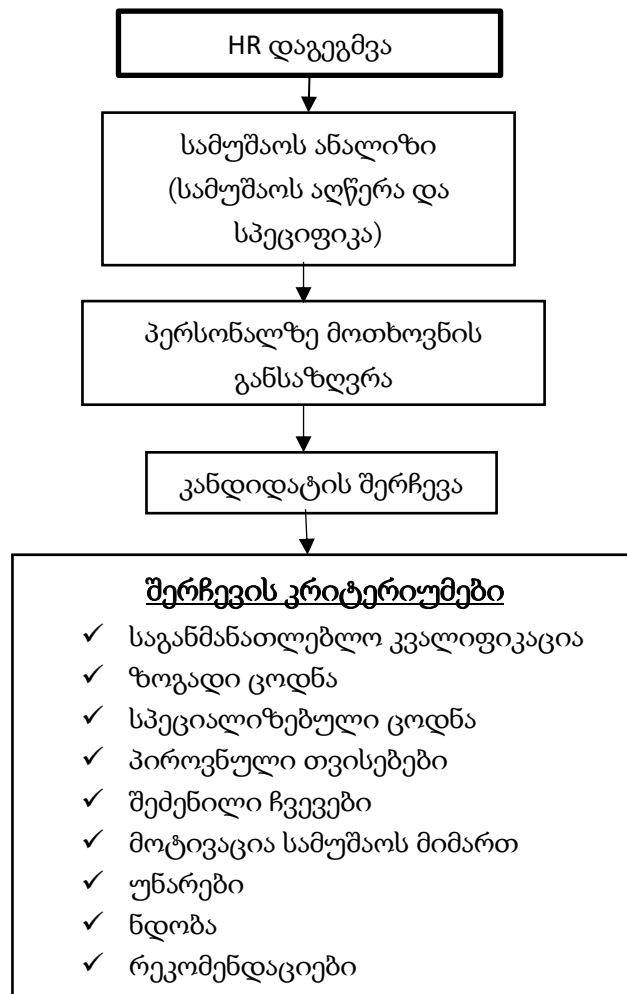 HR დაგეგმვა
სამუშაოს ანალიზი
(სამუშაოს აღწერა და
სპეციფიკა)
პერსონალზე მოთხოვნის
განსაზღვრა
კანდიდატის შერჩევა
შერჩევის კრიტერიუმები
✓ საგანმანათლებლო კვალიფიკაცია
✓ ზოგადი ცოდნა
✓ სპეციალიზებული ცოდნა
✓ პიროვნული თვისებები
✓ შეძენილი ჩვევები
✓ მოტივაცია სამუშაოს მიმართ
✓ უნარები
✓ ნდობა
✓ რეკომენდაციები